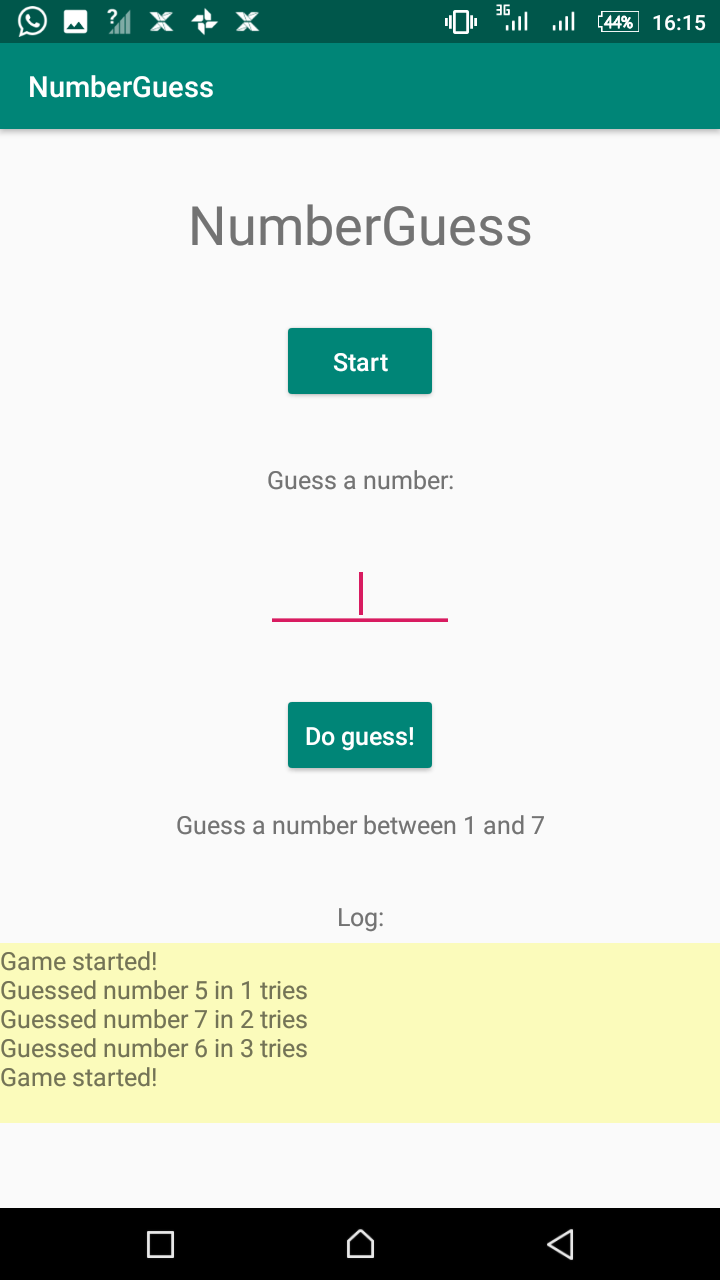 3G 44% 16:15
NumberGuess
NumberGuess
Start
Guess a number:
Do guess!
Guess a number between 1 and 7
Log:
Game started!
Guessed number 5 in 1 tries
Guessed number 7 in 2 tries
Guessed number 6 in 3 tries
Game started!